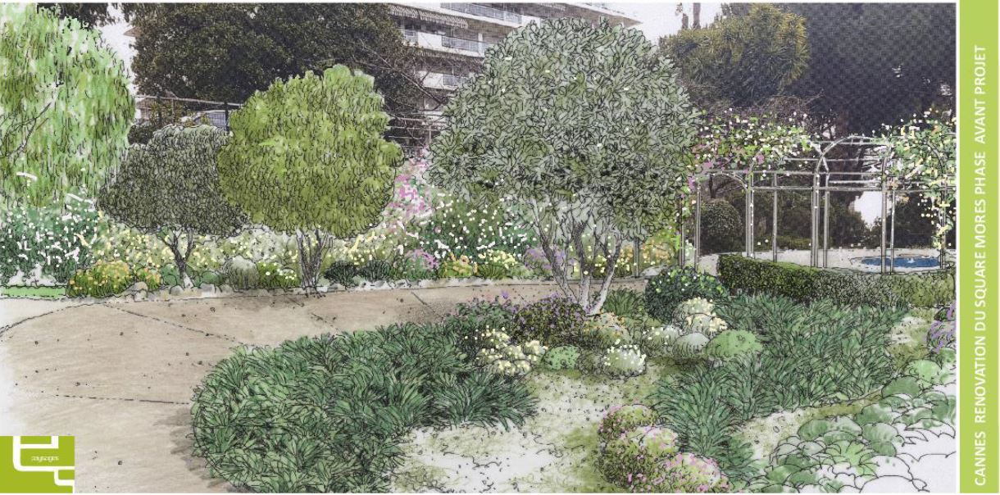 CANNES RENOVATION DU SQUARE MORES PHASE AVANT PROJET
paysages